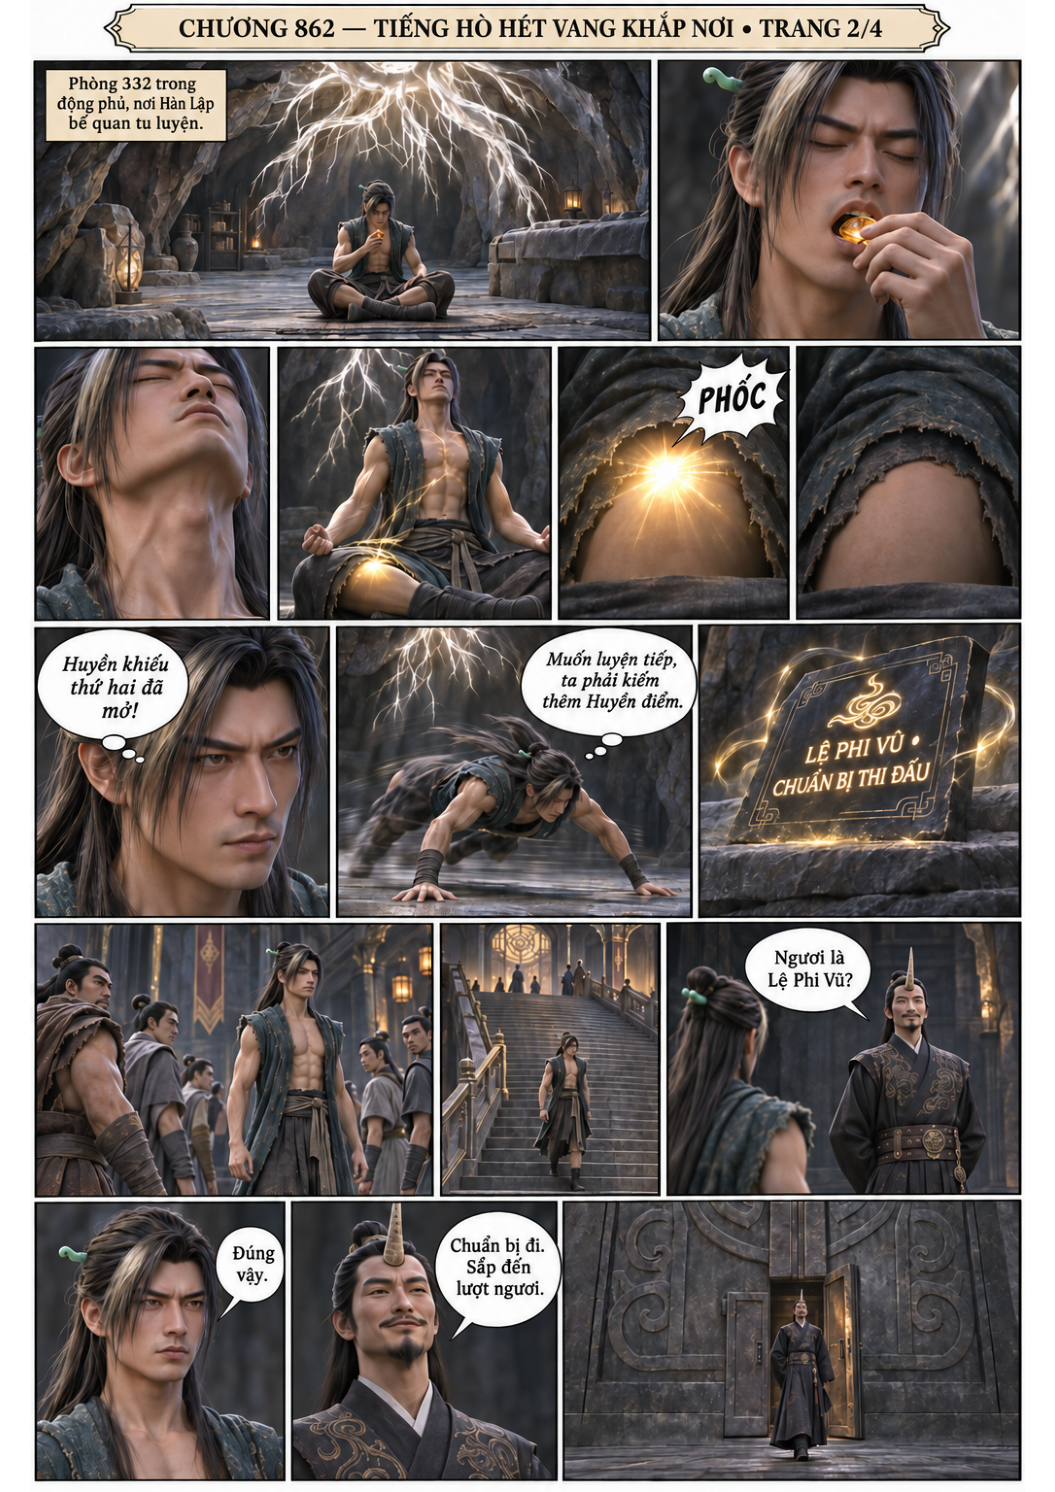 CHƯƠNG 862 — TIẾNG HÒ HÉT VANG KHẮP NƠI • TRANG 2/4
Phòng 332 trong
động phủ, nơi Hàn Lập
bế quan tu luyện.
PHỐC
Huyền khiếu
thứ hai đã
mở!
Muốn luyện tiếp,
ta phải kiếm
thêm Huyền điểm.
LỆ PHI VŨ •
CHUẨN BỊ THI ĐẤU
Ngươi là
Lệ Phi Vũ?
Đúng
vậy.
Chuẩn bị đi.
Sắp đến
lượt ngươi.